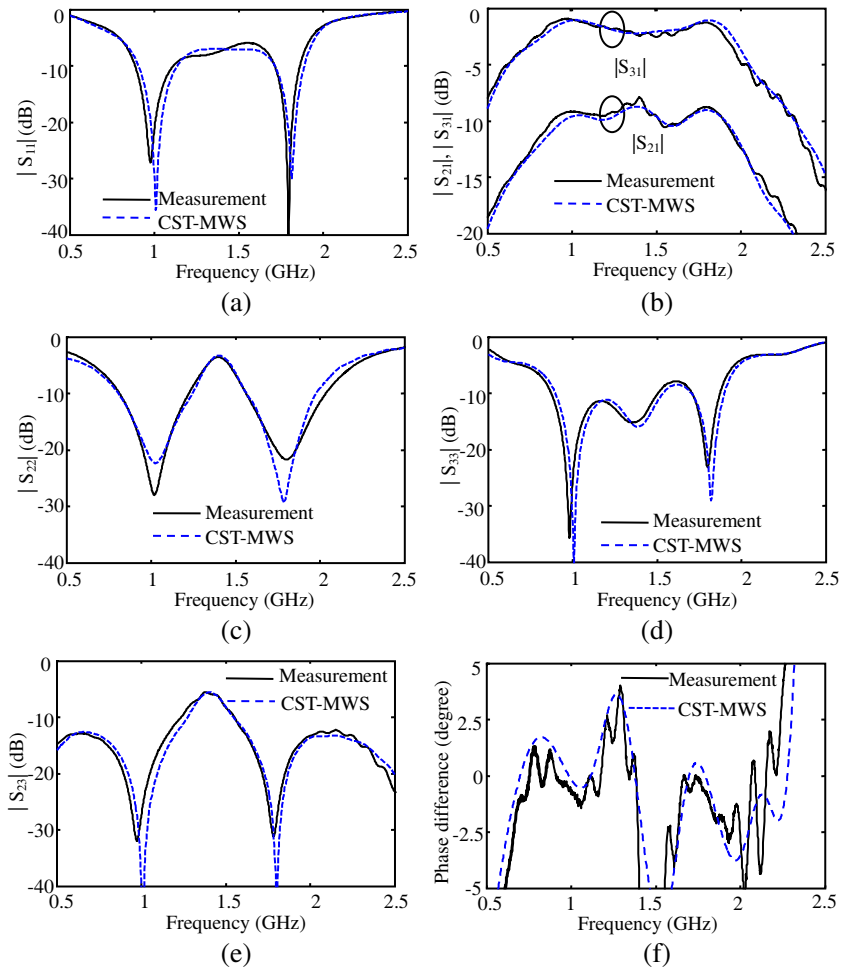 0
-10
-20
-30
-40
| S11| (dB)
Measurement
CST-MWS
0.5 1 1.5 2 2.5
Frequency (GHz)
(a)
0
-5
-10
-15
-20
| S21|, | S31| (dB)
|S31|
|S21|
Measurement
CST-MWS
0.5 1 1.5 2 2.5
Frequency (GHz)
(b)
0
-10
-20
-30
-40
| S22| (dB)
Measurement
CST-MWS
0.5 1 1.5 2 2.5
Frequency (GHz)
(c)
0
-10
-20
-30
-40
| S33| (dB)
Measurement
CST-MWS
0.5 1 1.5 2 2.5
Frequency (GHz)
(d)
0
-10
-20
-30
-40
| S23| (dB)
Measurement
CST-MWS
0.5 1 1.5 2 2.5
Frequency (GHz)
(e)
5
2.5
0
-2.5
-5
Phase difference (degree)
Measurement
CST-MWS
0.5 1 1.5 2 2.5
Frequency (GHz)
(f)